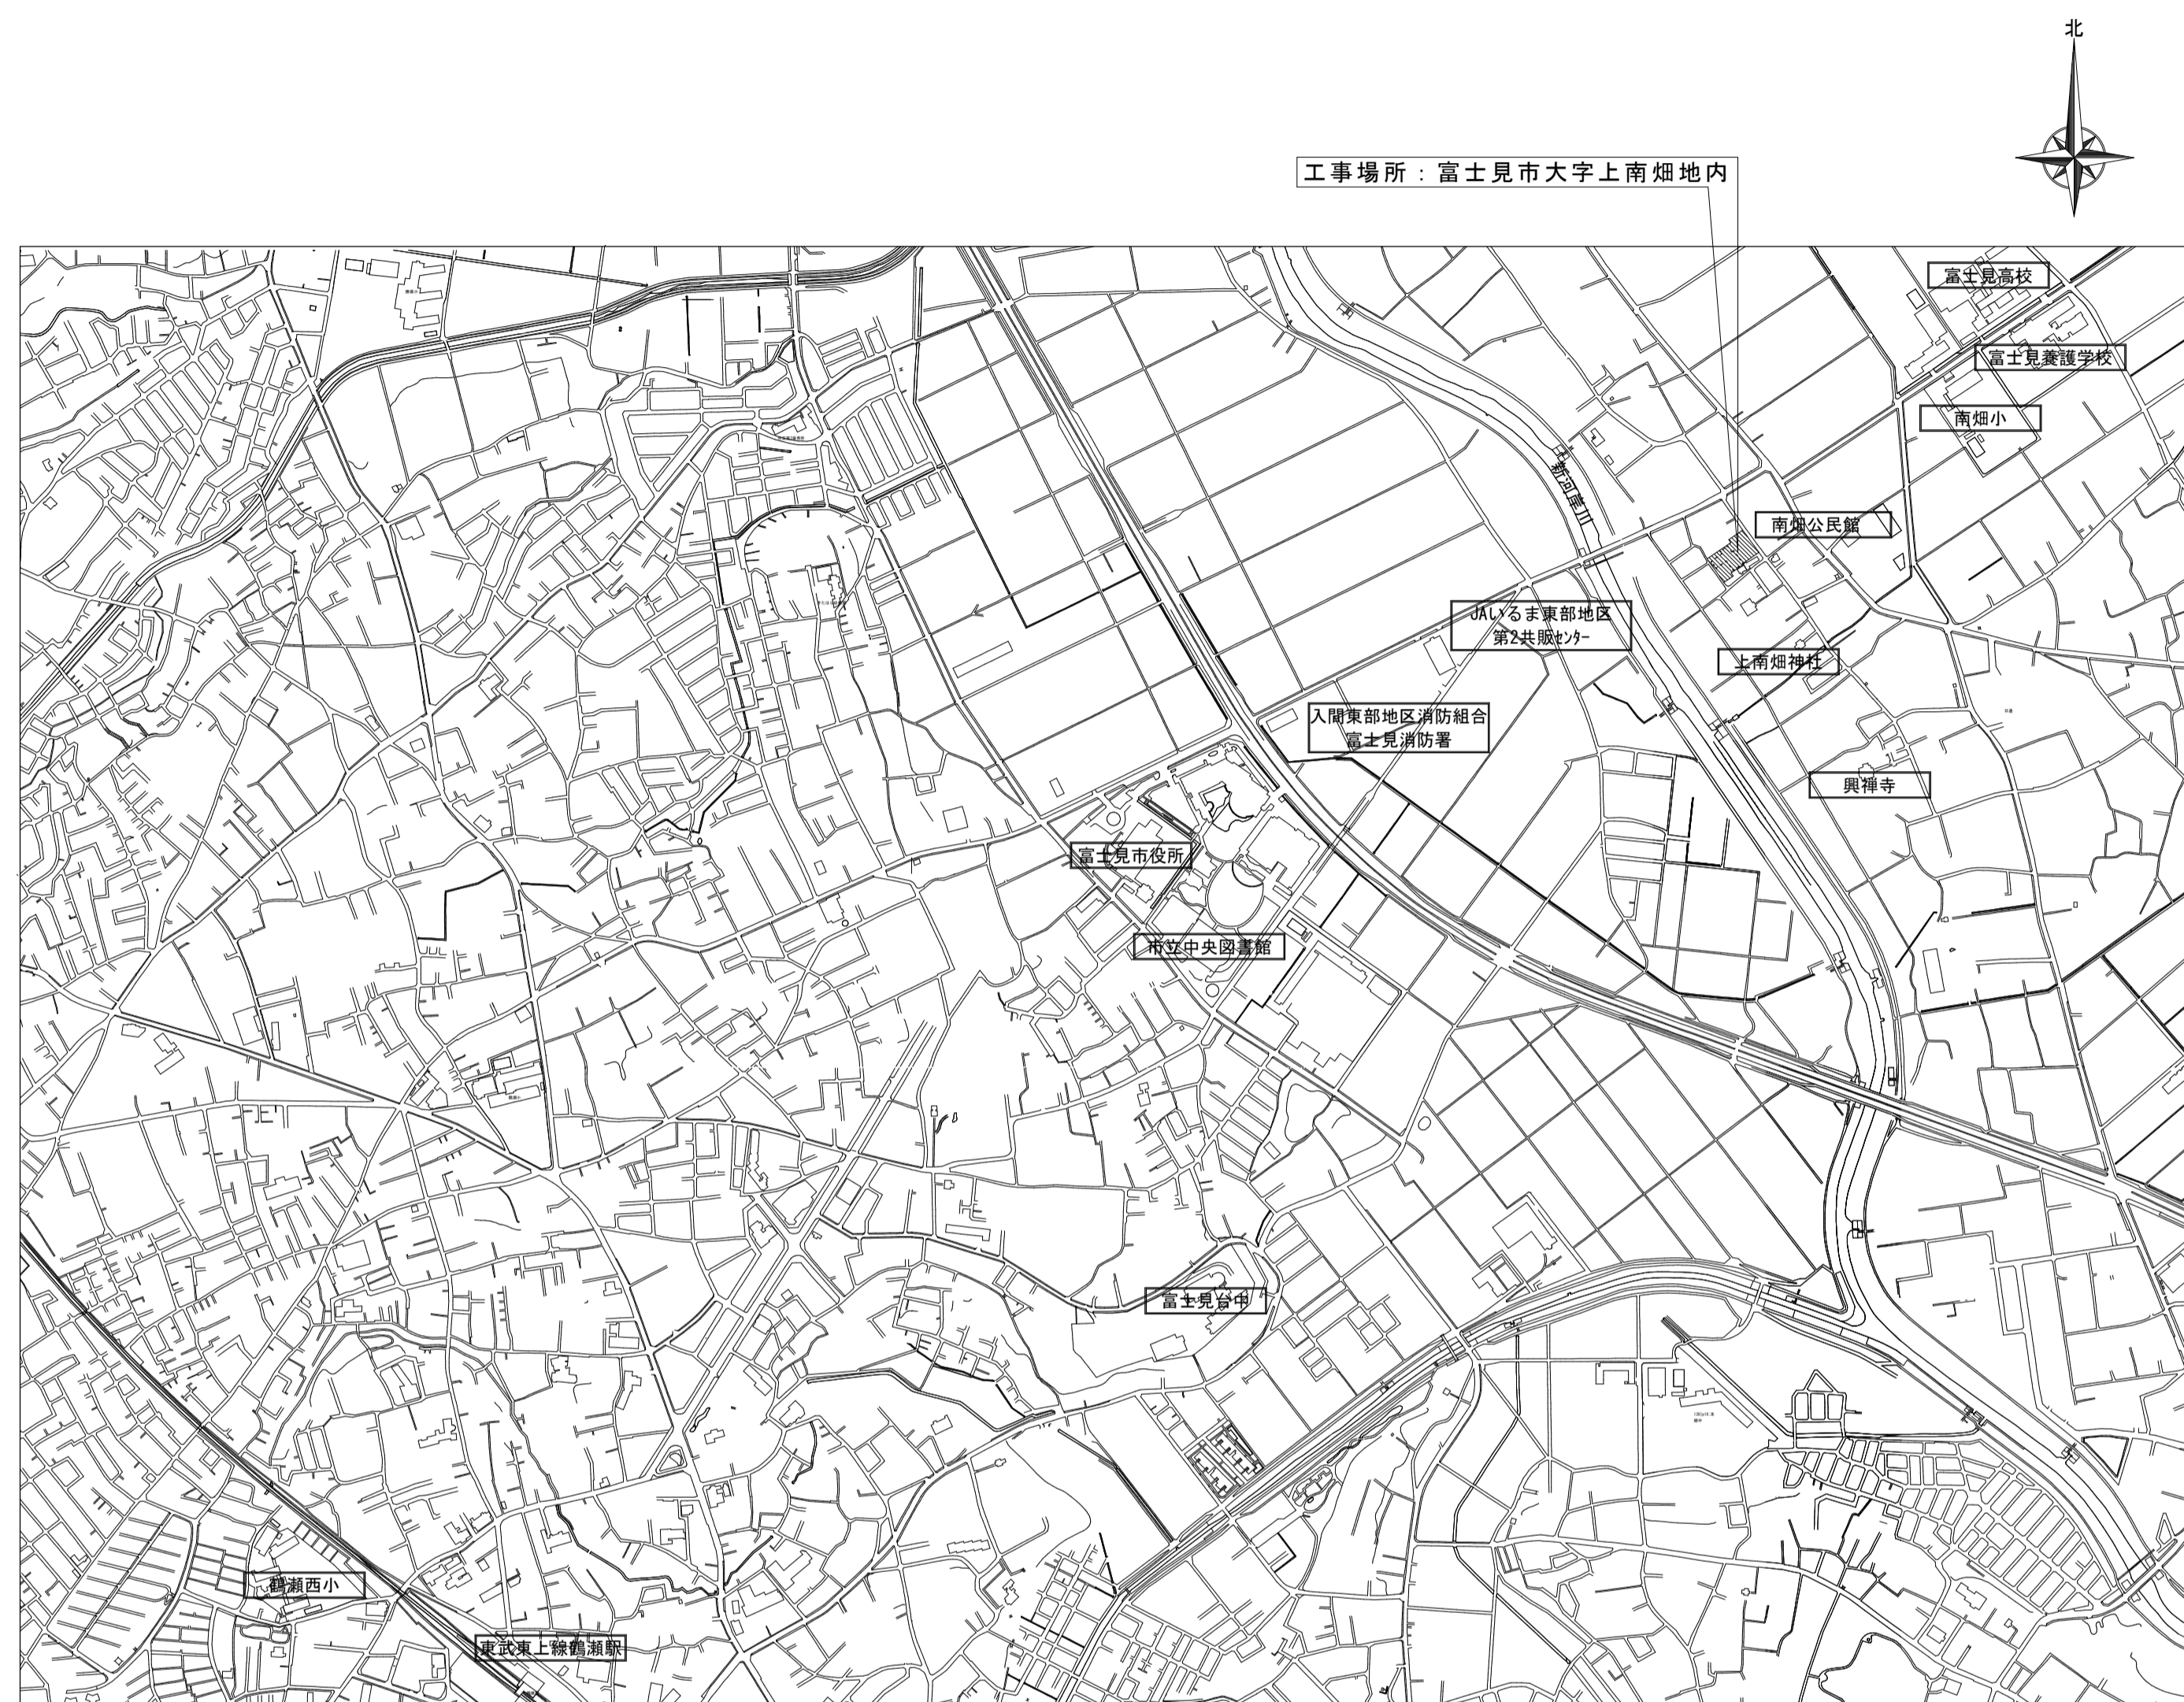 北
工事場所：富士見市大字上南畑地内
富士見高校
富士見養護学校
南畑小
新河岸川
南畑公民館
JAいるま東部地区
第2共販ｾﾝﾀｰ
上南畑神社
入間東部地区消防組合
富士見消防署
興禅寺
富士見市役所
市立中央図書館
富士見台中
鶴瀬西小
東武東上線鶴瀬駅